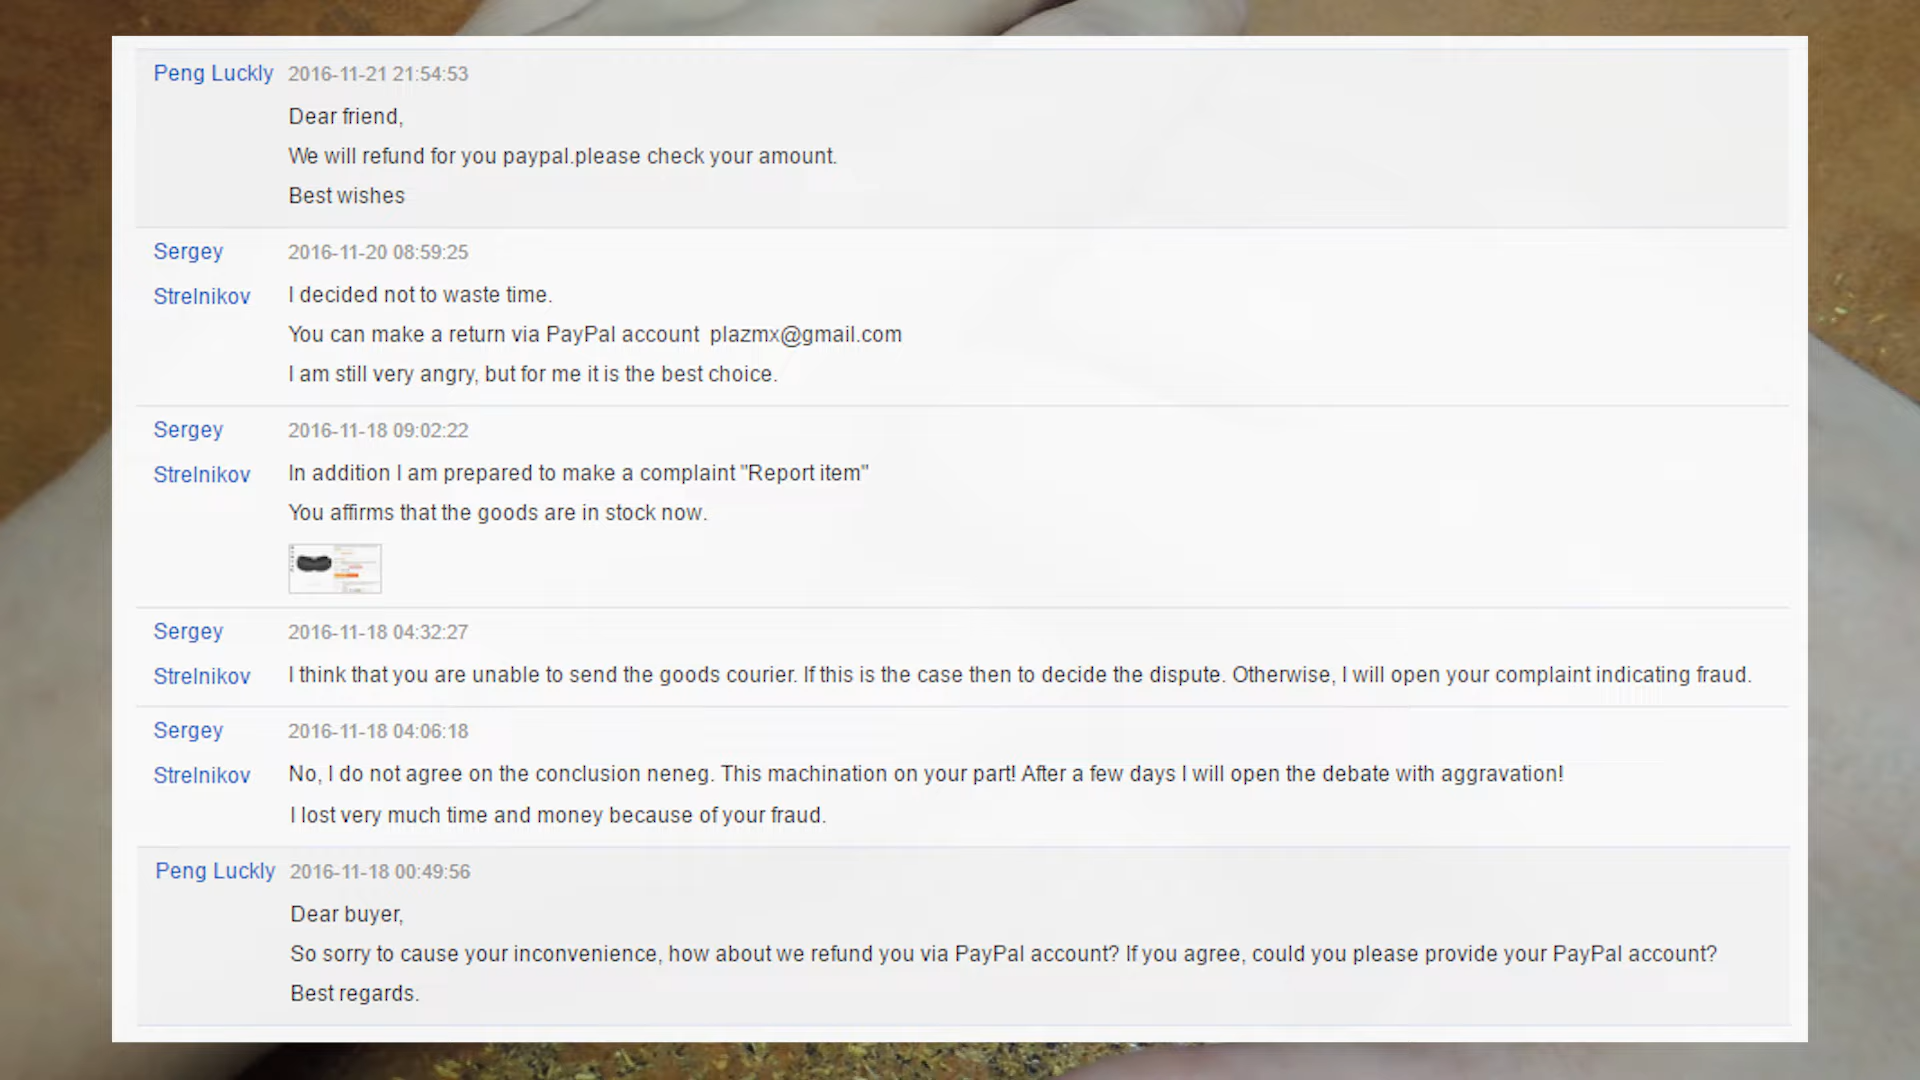 Peng Luckly 2016-11-21 21:54:53
Dear friend,
We will refund for you paypal.please check your amount.
Best wishes
Sergey Strelnikov 2016-11-20 08:59:25
I decided not to waste time.
You can make a return via PayPal account plazmx@gmail.com
I am still very angry, but for me it is the best choice.
Sergey Strelnikov 2016-11-18 09:02:22
In addition I am prepared to make a complaint "Report item"
You affirms that the goods are in stock now.
Sergey Strelnikov 2016-11-18 04:32:27
I think that you are unable to send the goods courier. If this is the case then to decide the dispute. Otherwise, I will open your complaint indicating fraud.
Sergey Strelnikov 2016-11-18 04:06:18
No, I do not agree on the conclusion neneg. This machination on your part! After a few days I will open the debate with aggravation!
I lost very much time and money because of your fraud.
Peng Luckly 2016-11-18 00:49:56
Dear buyer,
So sorry to cause your inconvenience, how about we refund you via PayPal account? If you agree, could you please provide your PayPal account?
Best regards.